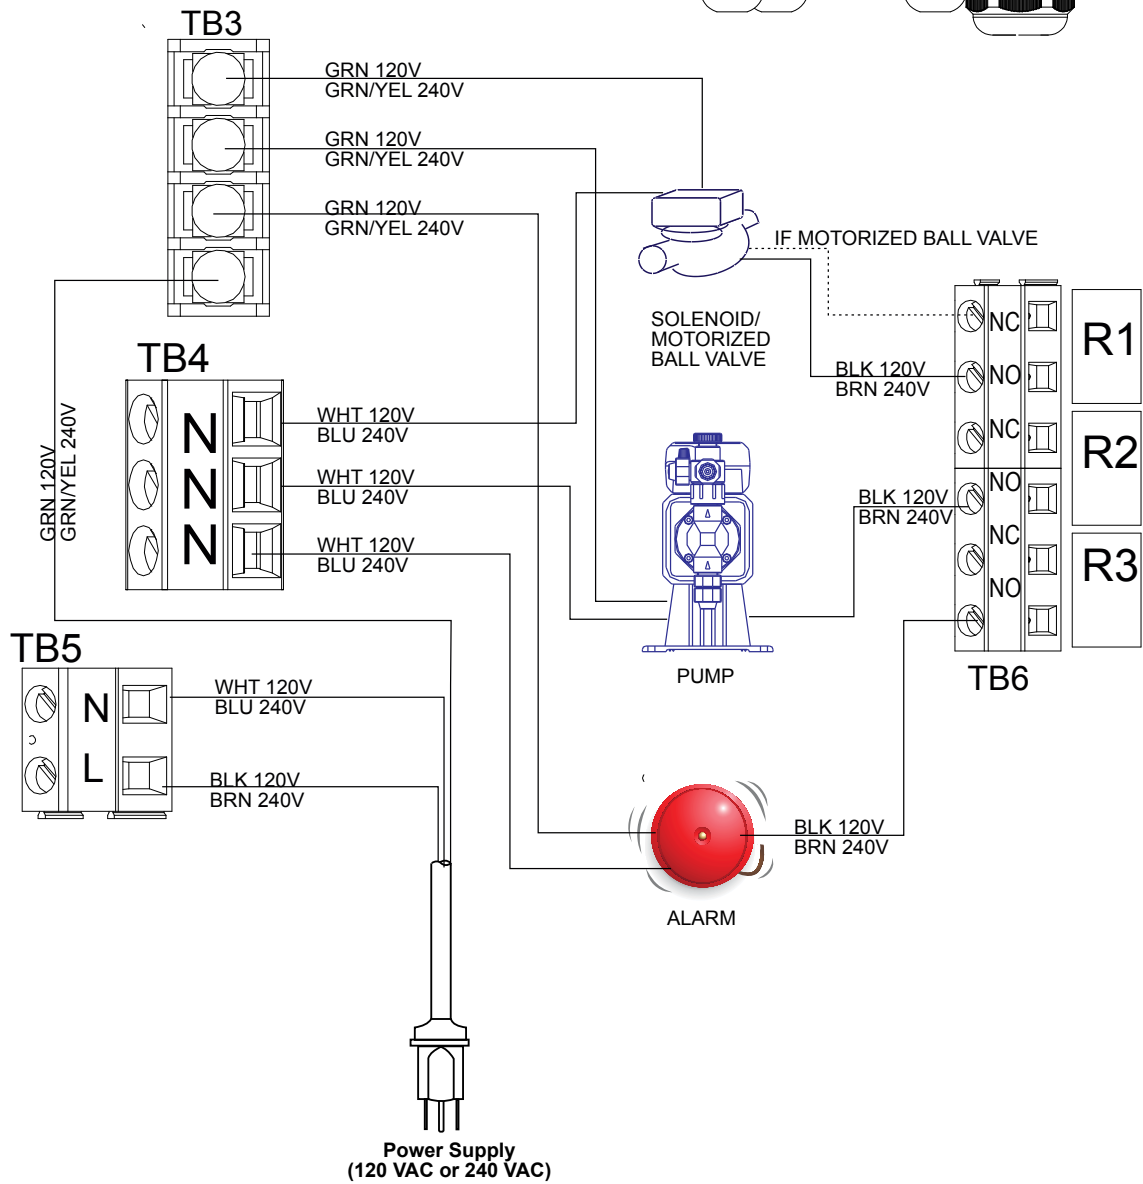 TB3
GRN 120V
GRN/YEL 240V
GRN 120V
GRN/YEL 240V
GRN 120V
GRN/YEL 240V
IF MOTORIZED BALL VALVE
SOLENOID/
MOTORIZED
BALL VALVE
BLK 120V
BRN 240V
NC
NO
NC
NO
NC
NO
R1
R2
R3
TB6
TB4
N
N
N
WHT 120V
BLU 240V
WHT 120V
BLU 240V
WHT 120V
BLU 240V
GRN 120V
GRN/YEL 240V
BLK 120V
BRN 240V
PUMP
TB5
N
L
WHT 120V
BLU 240V
BLK 120V
BRN 240V
BLK 120V
BRN 240V
ALARM
Power Supply
(120 VAC or 240 VAC)